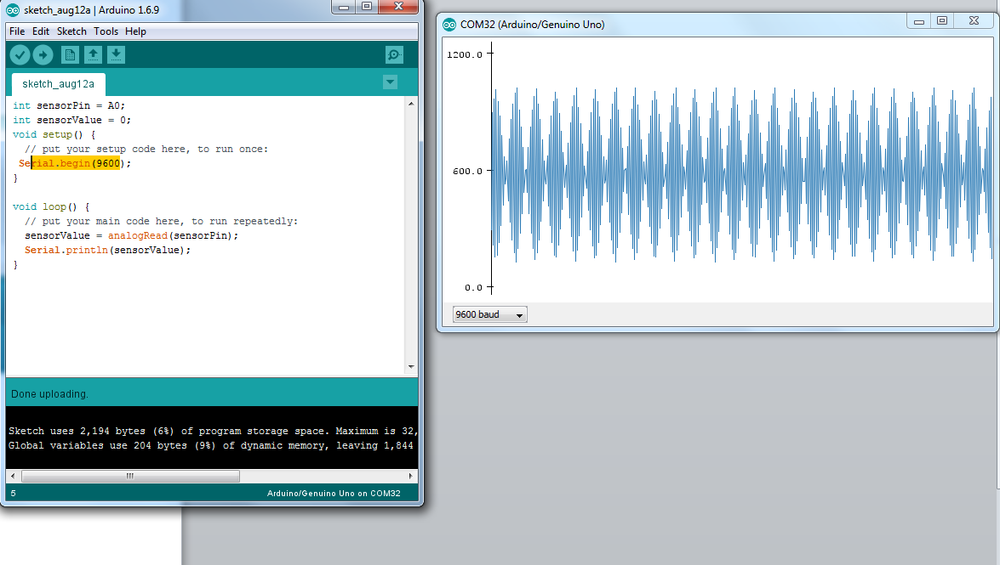 sketch_aug12a | Arduino 1.6.9
File Edit Sketch Tools Help
sketch_aug12a
int sensorPin = A0;
int sensorValue = 0;
void setup() {
  // put your setup code here, to run once:
 Serial.begin(9600);
}
void loop() {
  // put your main code here, to run repeatedly:
  sensorValue = analogRead(sensorPin);
  Serial.println(sensorValue);
}
Done uploading.
Sketch uses 2,194 bytes (6%) of program storage space. Maximum is 32,
Global variables use 204 bytes (9%) of dynamic memory, leaving 1,844
5
Arduino/Genuino Uno on COM32
COM32 (Arduino/Genuino Uno)
1200.0
600.0
0.0
9600 baud